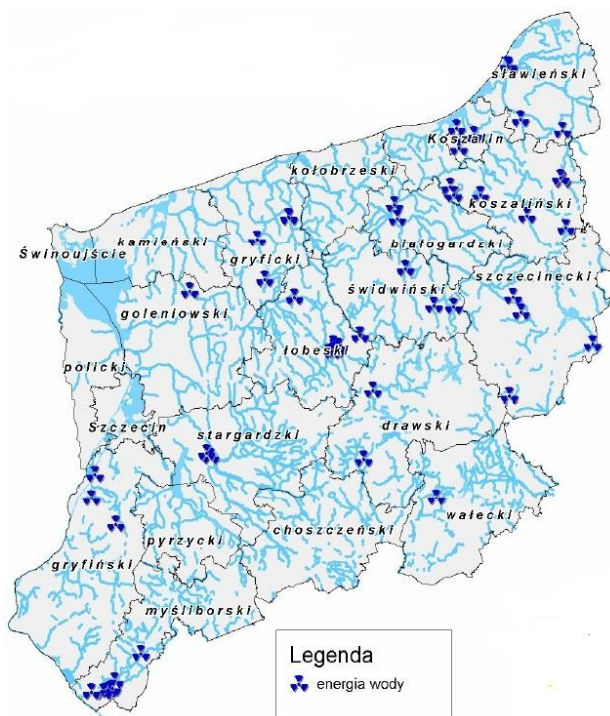 sławieński
Koszalin
kołobrzeski
koszaliński
kamieński
gryficki
białogardzki
Świnoujście
świdwiński
szczecinecki
goleniowski
łobeski
policki
Szczecin
stargardzki
drawski
wałecki
choszczeński
pyrzycki
gryfiński
myśliborski
Legenda
energia wody